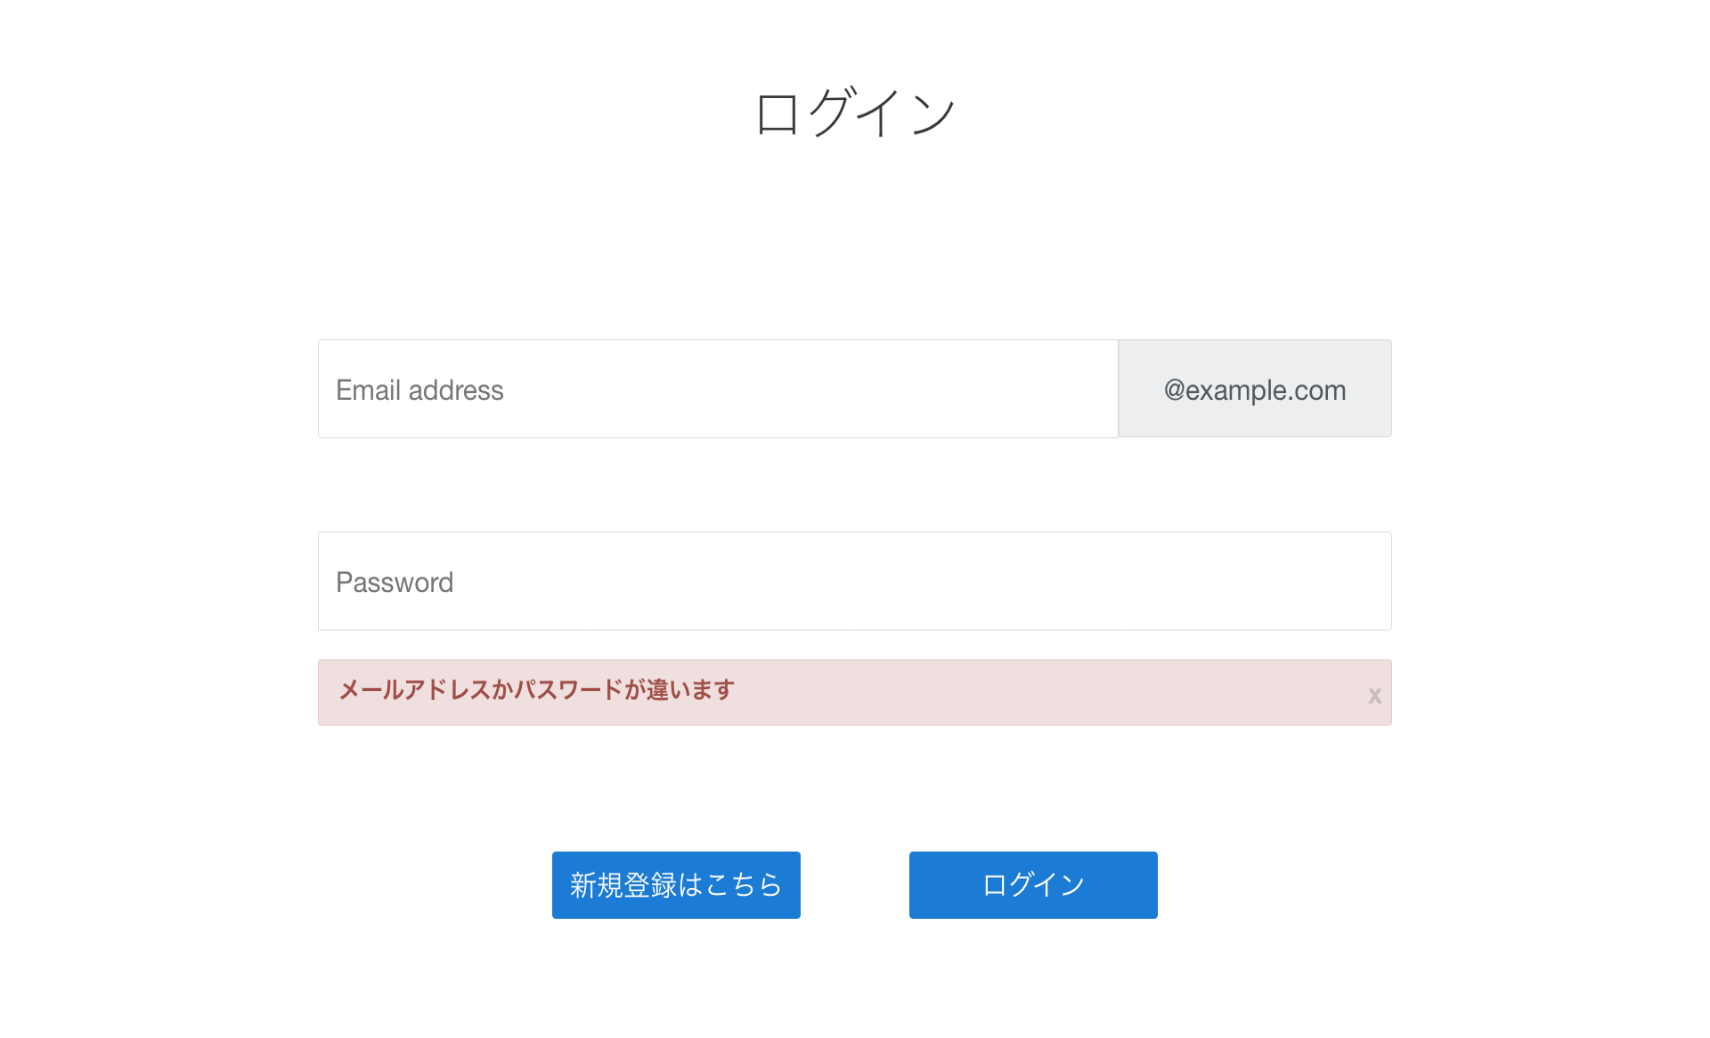 ログイン
Email address @example.com
Password
メールアドレスかパスワードが違います x
新規登録はこちら ログイン